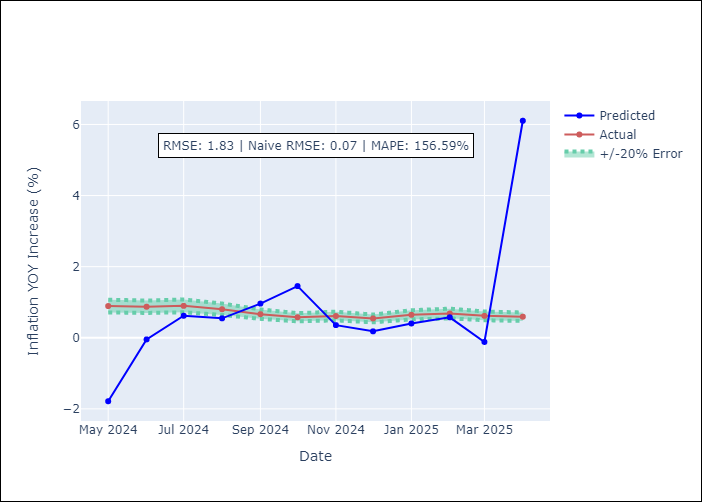 Predicted
Actual
+/-20% Error
RMSE: 1.83 | Naive RMSE: 0.07 | MAPE: 156.59%
Inflation YOY Increase (%)
6
4
2
0
−2
May 2024
Jul 2024
Sep 2024
Nov 2024
Jan 2025
Mar 2025
Date